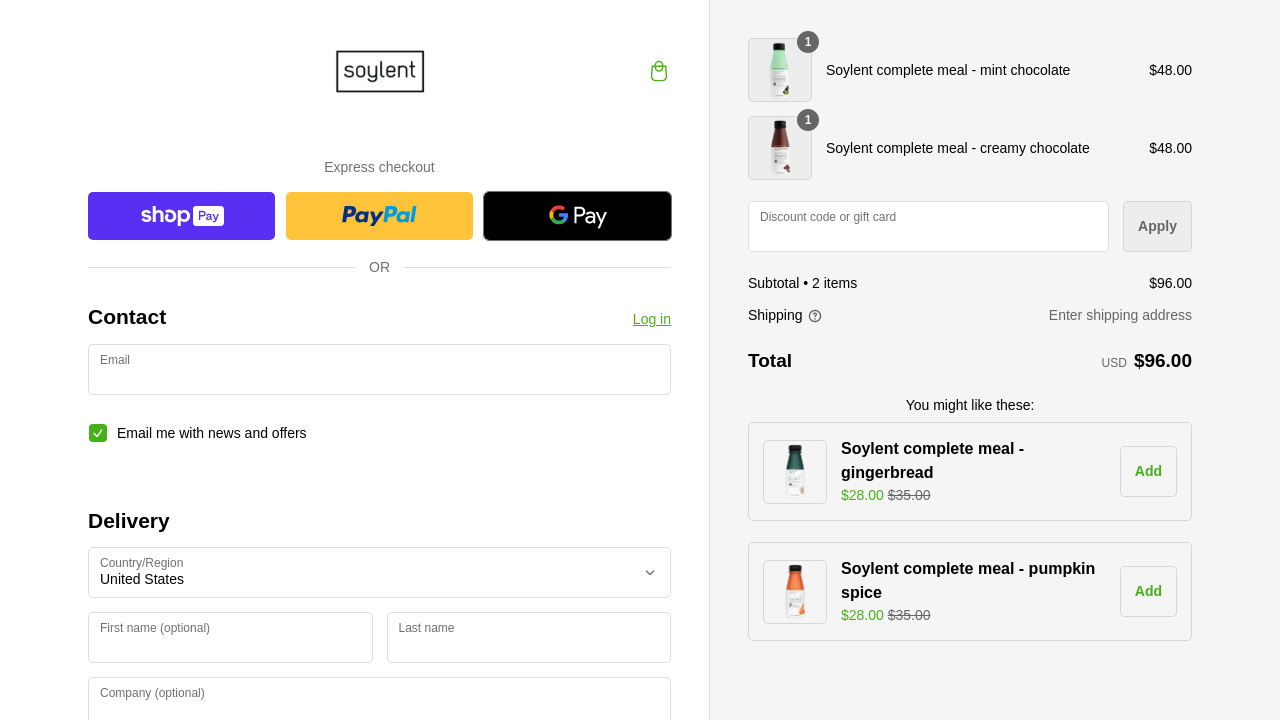 soylent
Express checkout
shop Pay
PayPal
G Pay
OR
Contact
Log in
Email
Email me with news and offers
Delivery
Country/Region
United States
First name (optional)
Last name
Company (optional)
1
Soylent complete meal - mint chocolate
$48.00
1
Soylent complete meal - creamy chocolate
$48.00
Discount code or gift card
Apply
Subtotal • 2 items
$96.00
Shipping
Enter shipping address
Total
USD $96.00
You might like these:
Soylent complete meal -
gingerbread
$28.00 $35.00
Add
Soylent complete meal - pumpkin
spice
$28.00 $35.00
Add